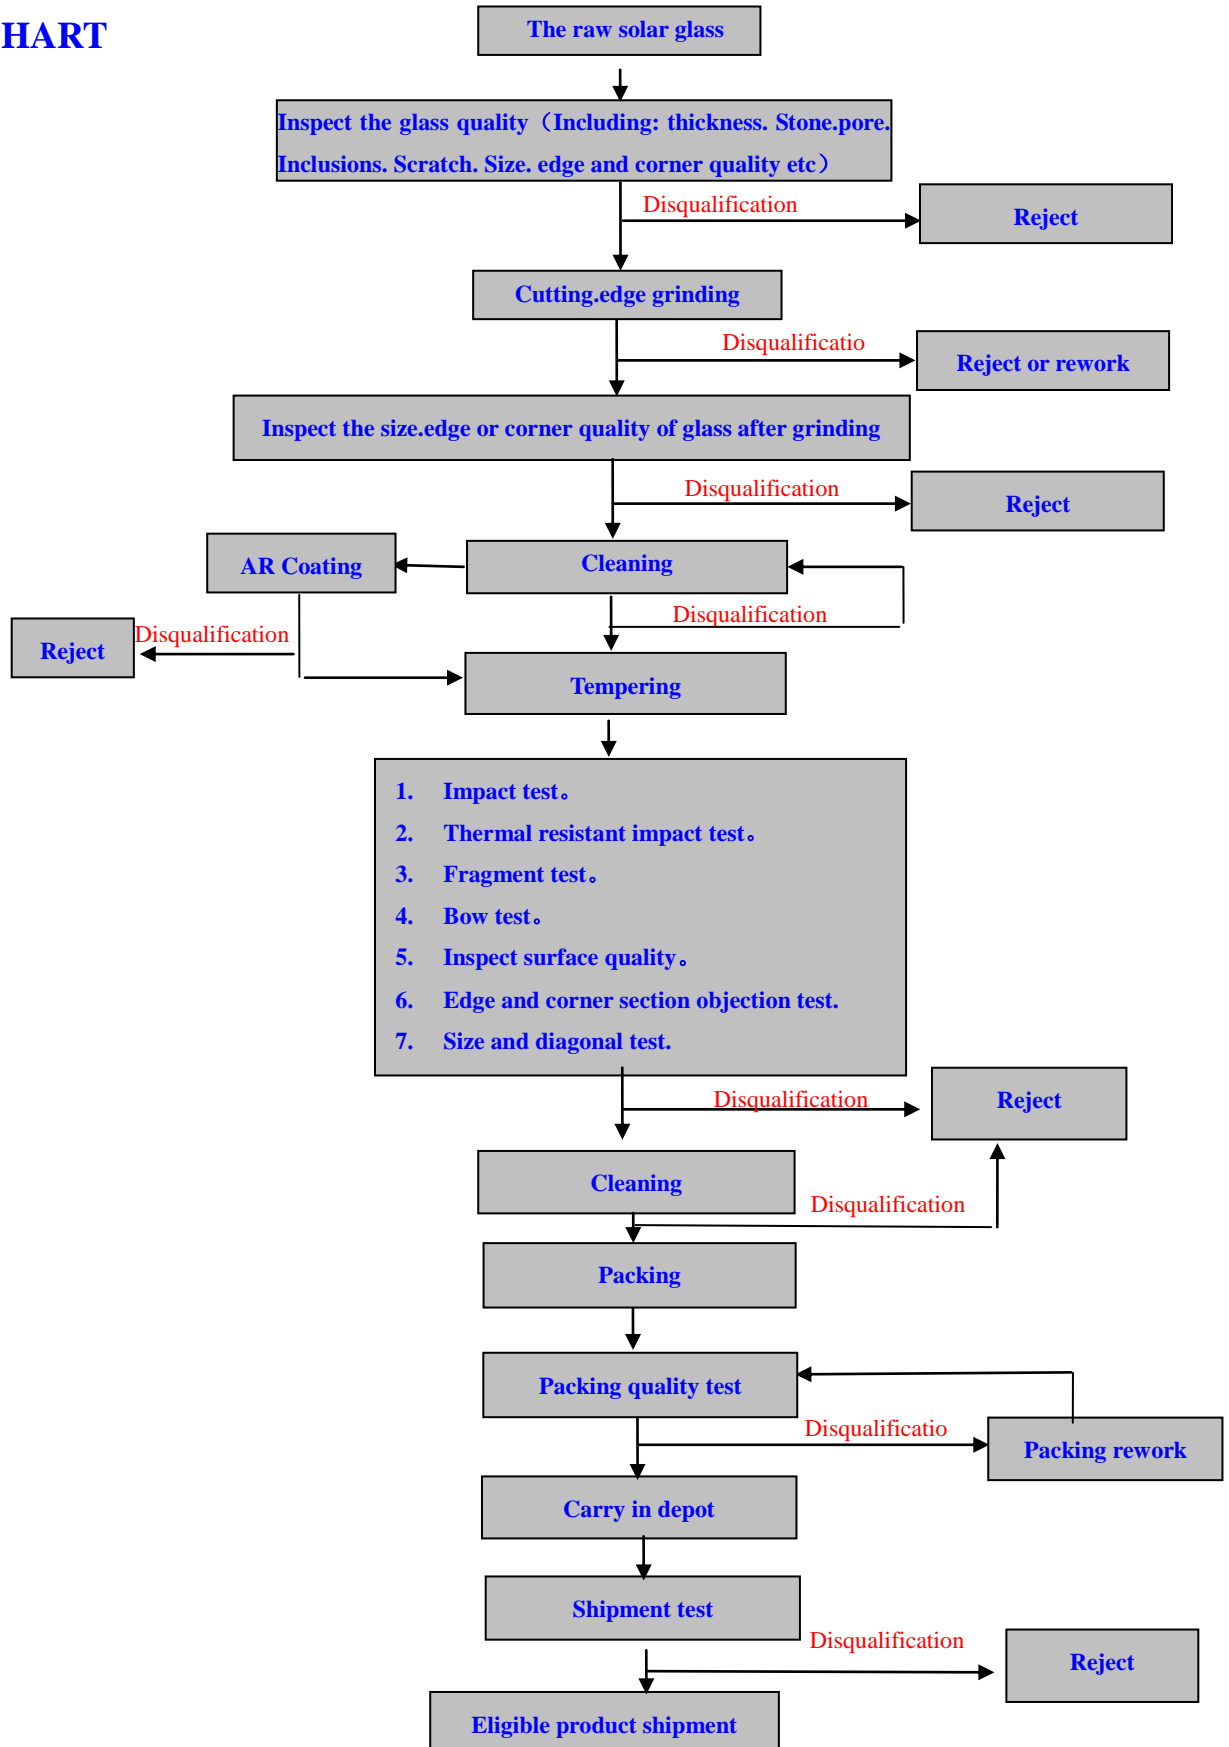 HART
The raw solar glass
Inspect the glass quality（Including: thickness. Stone.pore.
Inclusions. Scratch. Size. edge and corner quality etc）
Disqualification
Reject
Cutting.edge grinding
Disqualificatio
Reject or rework
Inspect the size.edge or corner quality of glass after grinding
Disqualification
Reject
AR Coating
Cleaning
Disqualification
Disqualification
Reject
Tempering
1. Impact test。
2. Thermal resistant impact test。
3. Fragment test。
4. Bow test。
5. Inspect surface quality。
6. Edge and corner section objection test.
7. Size and diagonal test.
Disqualification
Reject
Cleaning
Disqualification
Packing
Packing quality test
Disqualificatio
Packing rework
Carry in depot
Shipment test
Disqualification
Reject
Eligible product shipment